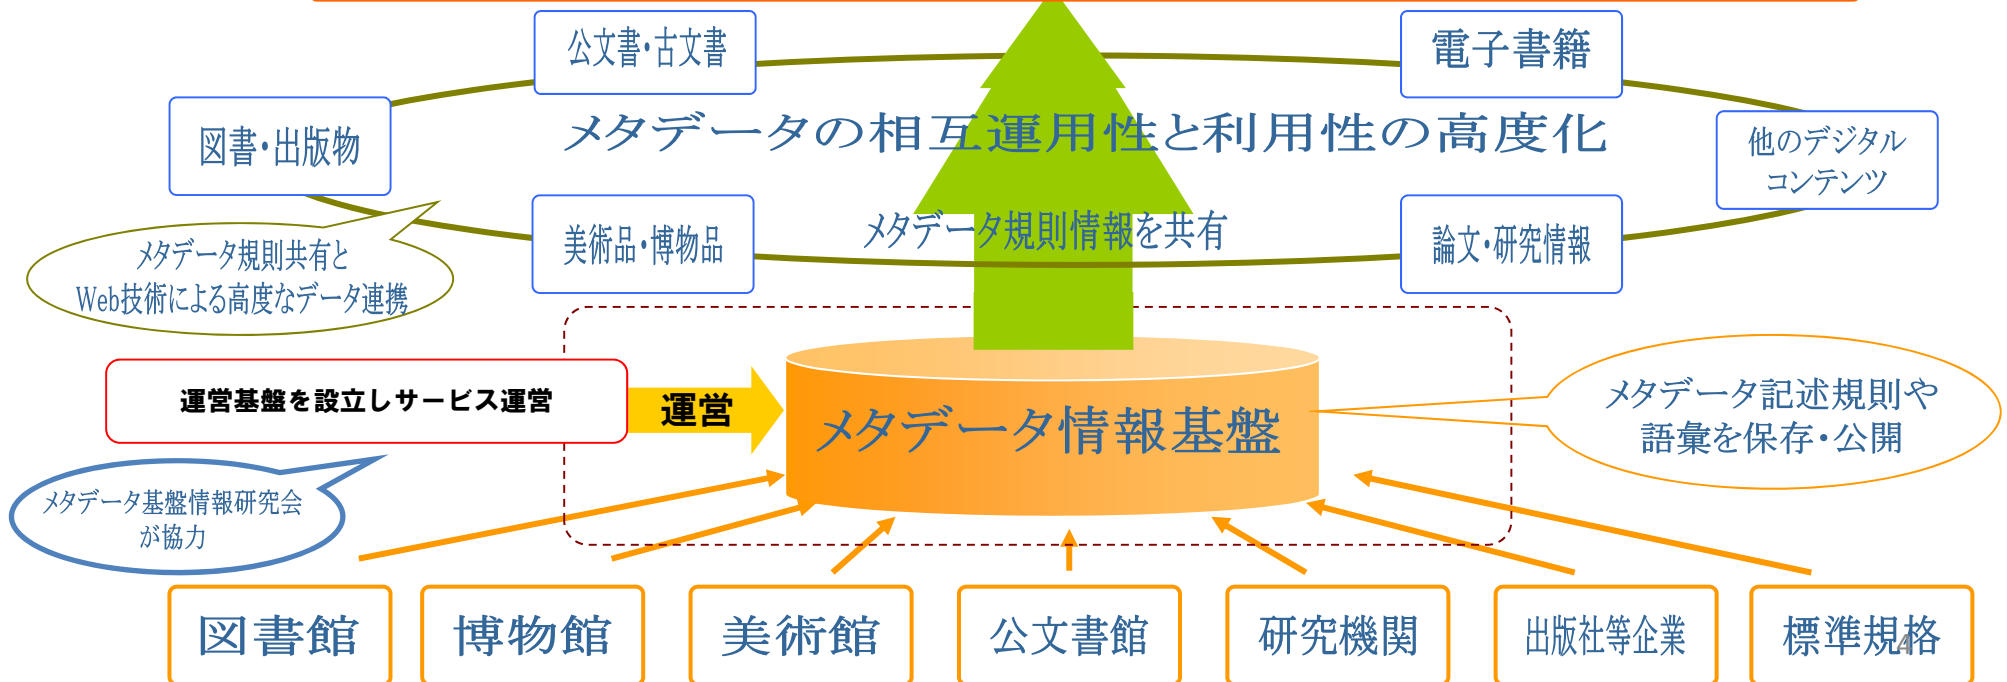 公文書・古文書
電子書籍
図書・出版物
メタデータの相互運用性と利用性の高度化
他のデジタル
コンテンツ
美術品・博物品
メタデータ規則情報を共有
論文・研究情報
メタデータ規則共有と
Web技術による高度なデータ連携
運営基盤を設立しサービス運営
運営
メタデータ情報基盤
メタデータ記述規則や
語彙を保存・公開
メタデータ基盤情報研究会
が協力
図書館
博物館
美術館
公文書館
研究機関
出版社等企業
標準規格
4